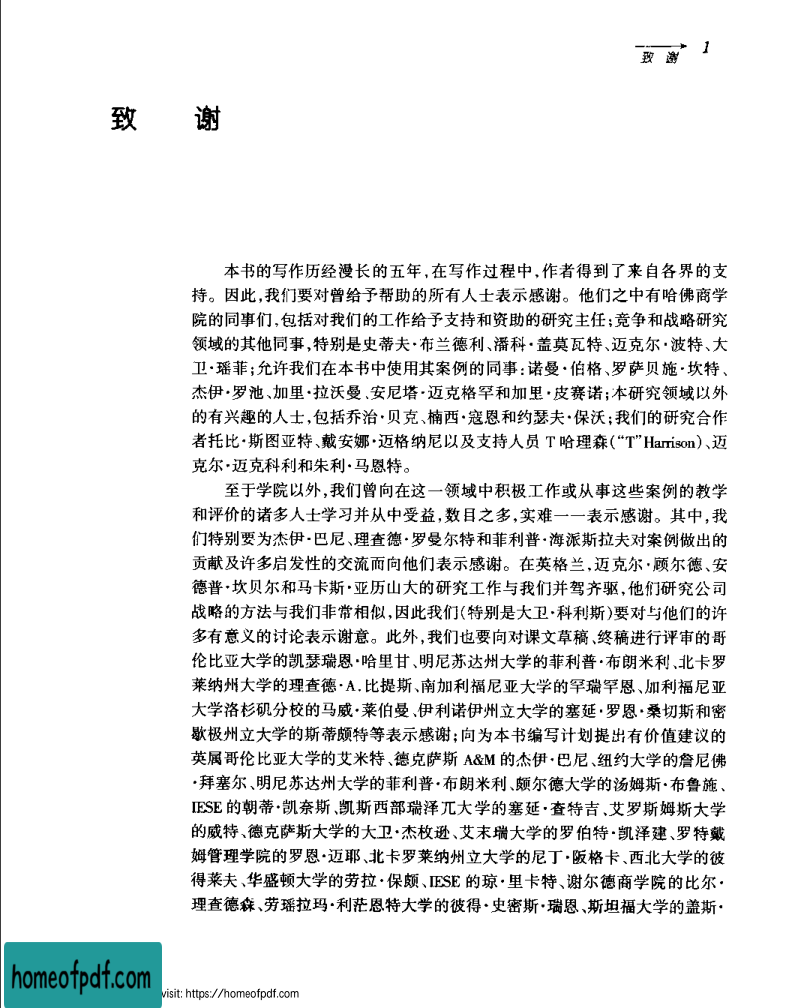 致 谢 1
致 谢
本书的写作历经漫长的五年,在写作过程中,作者得到了来自各界的支
持。因此,我们要对曾给予帮助的所有人士表示感谢。他们之中有哈佛商学
院的同事们,包括对我们的工作给予支持和资助的研究主任;竞争和战略研究
领域的其他同事,特别是史蒂夫·布兰德利、潘科·盖莫瓦特、迈克尔·波特、大
卫·瑶菲;允许我们在本书中使用其案例的同事:诺曼·伯格、罗萨贝施·坎特、
杰伊·罗池、加里·拉沃曼、安尼塔·迈克格罕和加里·皮赛诺;本研究领域以外
的有兴趣的人士,包括乔治·贝克、楠西·寇恩和约瑟夫·保沃;我们的研究合作
者托比·斯图亚特、戴安娜·迈格纳尼以及支持人员 T 哈理森(“T”Harrison)、迈
克尔·迈克科利和朱利·马恩特。
至于学院以外,我们曾向在这一领域中积极工作或从事这些案例的教学
和评价的诸多人士学习并从中受益,数目之多,实难一一表示感谢。其中,我
们特别要为杰伊·巴尼、理查德·罗曼尔特和菲利普·海派斯拉夫对案例做出的
贡献及许多启发性的交流而向他们表示感谢。在英格兰,迈克尔·顾尔德、安
德普·坎贝尔和马卡斯·亚历山大的研究工作与我们并驾齐驱,他们研究公司
战略的方法与我们非常相似,因此我们(特别是大卫·科利斯)要对与他们的许
多有意义的讨论表示谢意。此外,我们也要向对课文草稿、终稿进行评审的哥
伦比亚大学的凯瑟瑞恩·哈里甘、明尼苏达州大学的菲利普·布朗米利、北卡罗
莱纳州大学的理查德·A.比提斯、南加利福尼亚大学的罕瑞罕恩、加利福尼亚
大学洛杉矶分校的马威·莱伯曼、伊利诺伊州立大学的塞延·罗恩·桑切斯和密
歇极州立大学的斯蒂颇特等表示感谢;向为本书编写计划提出有价值建议的
英属哥伦比亚大学的艾米特、德克萨斯 A&M 的杰伊·巴尼、纽约大学的詹尼佛
·拜塞尔、明尼苏达州大学的菲利普·布朗米利、颇尔德大学的汤姆斯·布鲁施、
IESE 的朝蒂·凯奈斯、凯斯西部瑞泽兀大学的塞延·查特吉、艾罗斯姆斯大学
的威特、德克萨斯大学的大卫·杰枚逊、艾末瑞大学的罗伯特·凯泽建、罗特戴
姆管理学院的罗恩·迈耶、北卡罗莱纳州立大学的尼丁·阪格卡、西北大学的彼
得莱夫、华盛顿大学的劳拉·保颇、IESE 的琼·里卡特、谢尔德商学院的比尔·
理查德森、劳瑶拉玛·利茫恩特大学的彼得·史密斯·瑞恩、斯坦福大学的盖斯·
homeofpdf.com
visit: https://homeofpdf.com